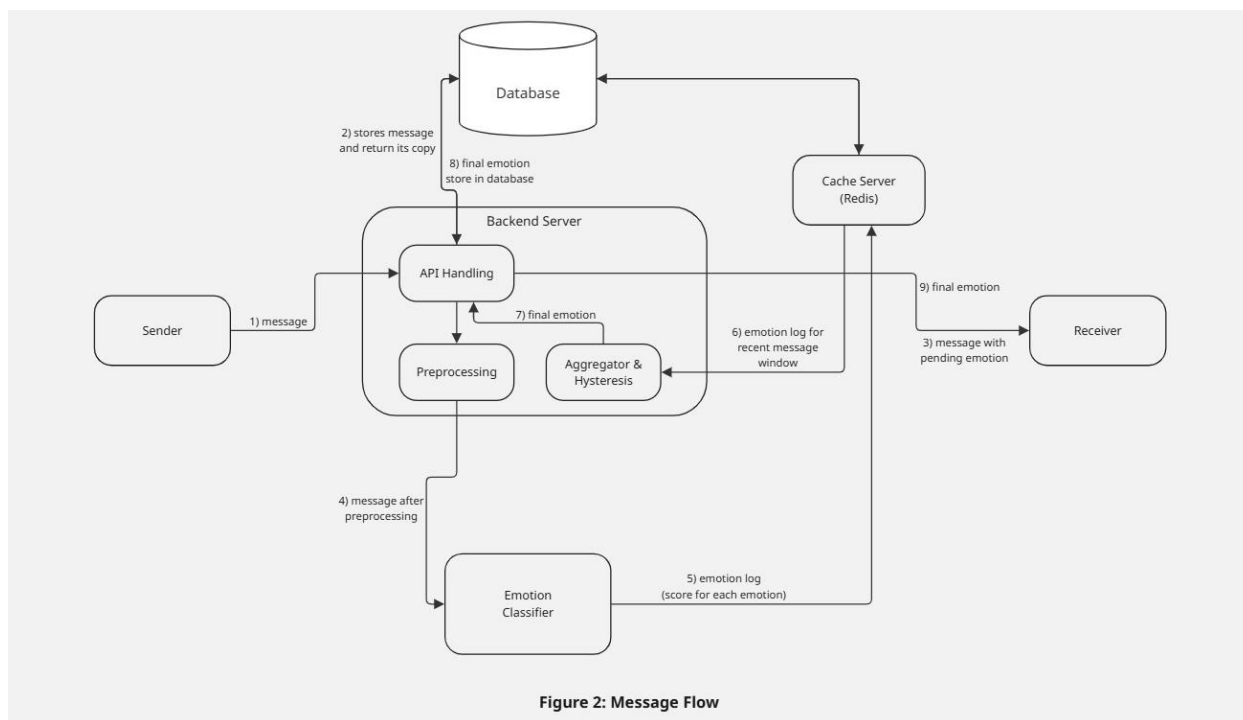 Database
2) stores message
and return its copy
8) final emotion
store in database
Cache Server
(Redis)
Backend Server
API Handling
9) final emotion
Sender
1) message
7) final emotion
6) emotion log for
recent message
window
Receiver
3) message with
pending emotion
Preprocessing
Aggregator &
Hysteresis
4) message after
preprocessing
5) emotion log
(score for each emotion)
Emotion
Classifier
Figure 2: Message Flow